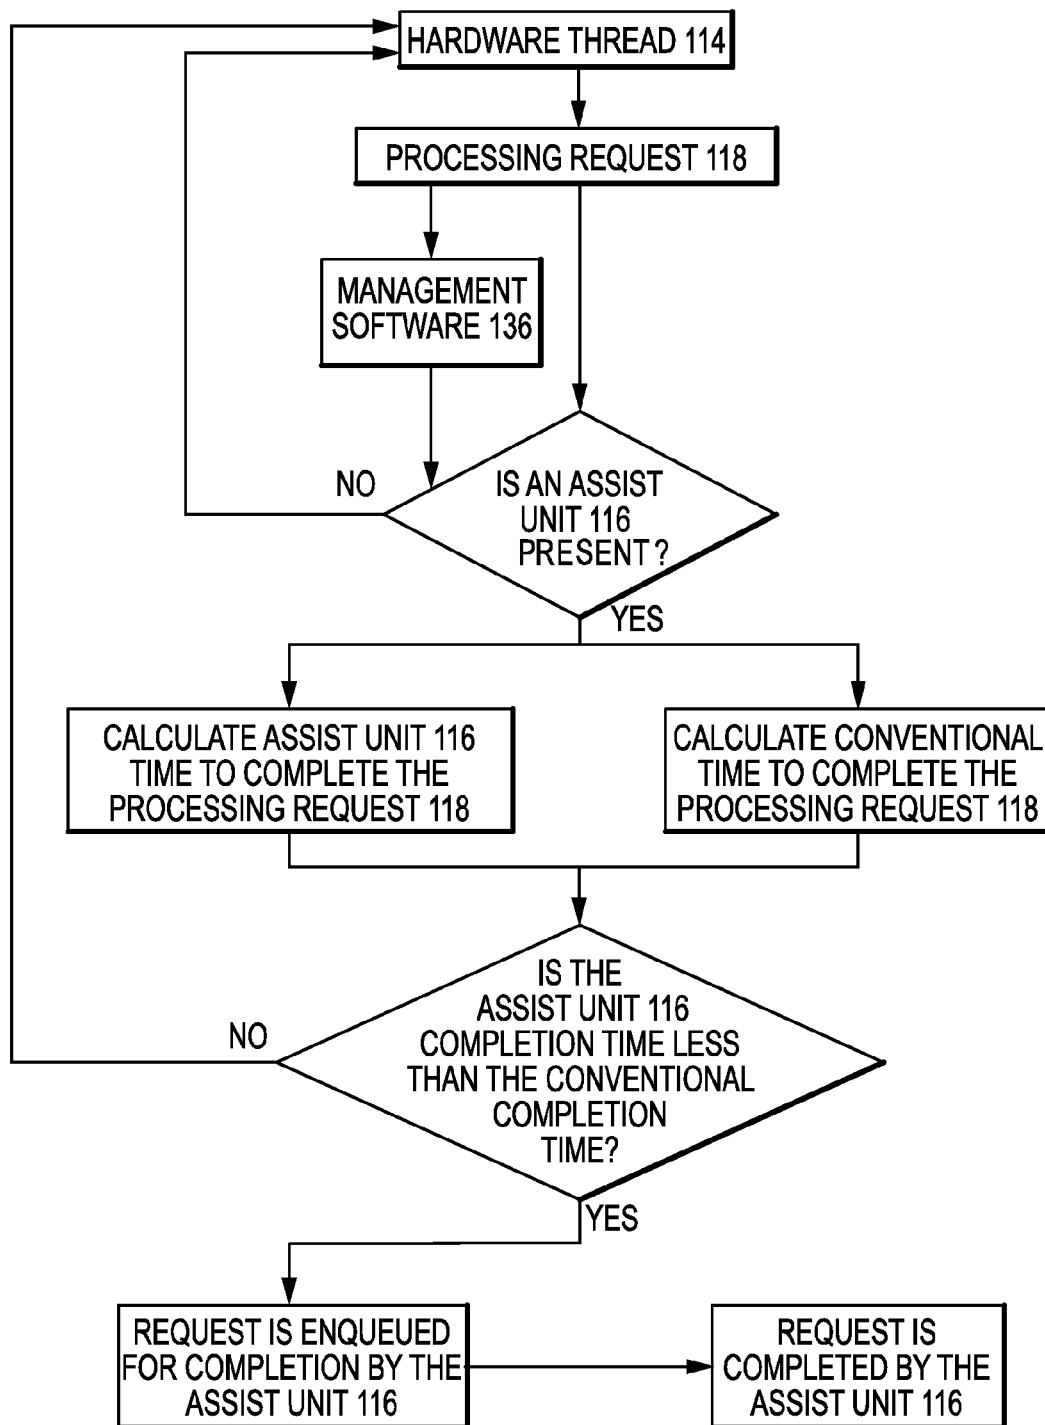 HARDWARE THREAD 114
PROCESSING REQUEST 118
MANAGEMENT
SOFTWARE 136
NO
IS AN ASSIST
UNIT 116
PRESENT?
YES
CALCULATE ASSIST UNIT 116
TIME TO COMPLETE THE
PROCESSING REQUEST 118
CALCULATE CONVENTIONAL
TIME TO COMPLETE THE
PROCESSING REQUEST 118
NO
IS THE
ASSIST UNIT 116
COMPLETION TIME LESS
THAN THE CONVENTIONAL
COMPLETION
TIME?
YES
REQUEST IS ENQUEUED
FOR COMPLETION BY THE
ASSIST UNIT 116
REQUEST IS
COMPLETED BY THE
ASSIST UNIT 116